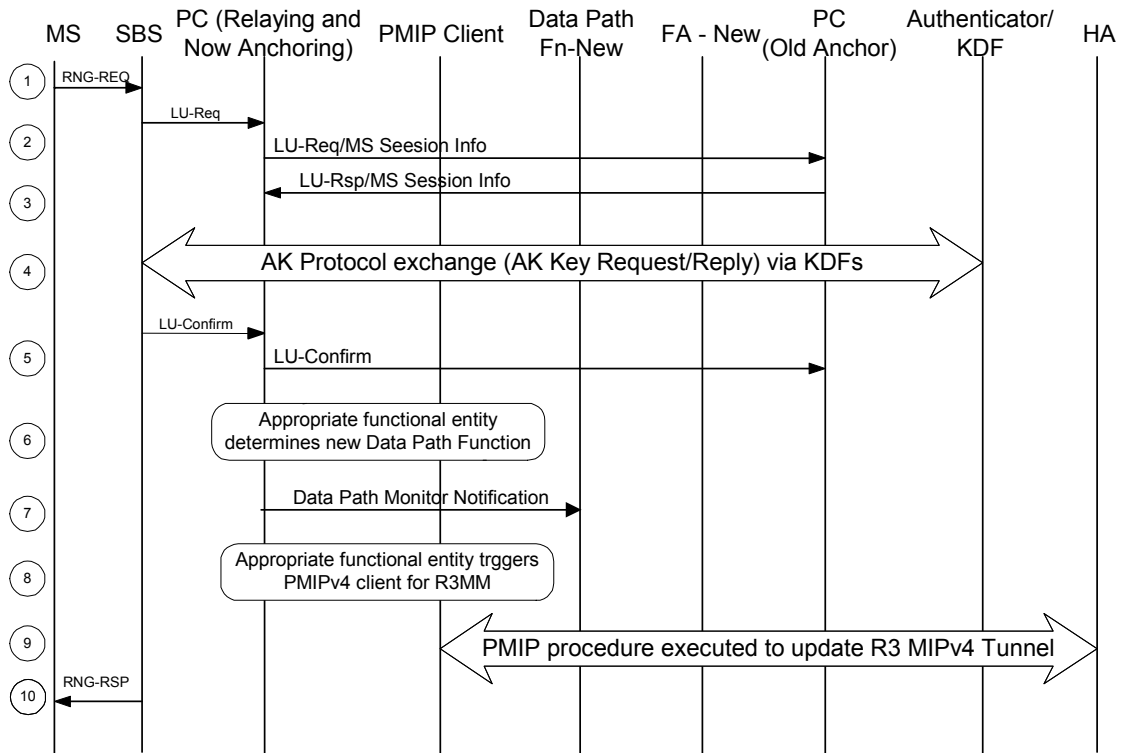 MS
SBS
PC (Relaying and
Now Anchoring)
PMIP Client
Data Path
Fn-New
FA - New
PC
(Old Anchor)
Authenticator/
KDF
HA
1
RNG-REQ
LU-Req
2
LU-Req/MS Seesion Info
LU-Rsp/MS Session Info
3
4
AK Protocol exchange (AK Key Request/Reply) via KDFs
LU-Confirm
5
LU-Confirm
6
Appropriate functional entity
determines new Data Path Function
7
Data Path Monitor Notification
8
Appropriate functional entity trggers
PMIPv4 client for R3MM
9
PMIP procedure executed to update R3 MIPv4 Tunnel
10
RNG-RSP